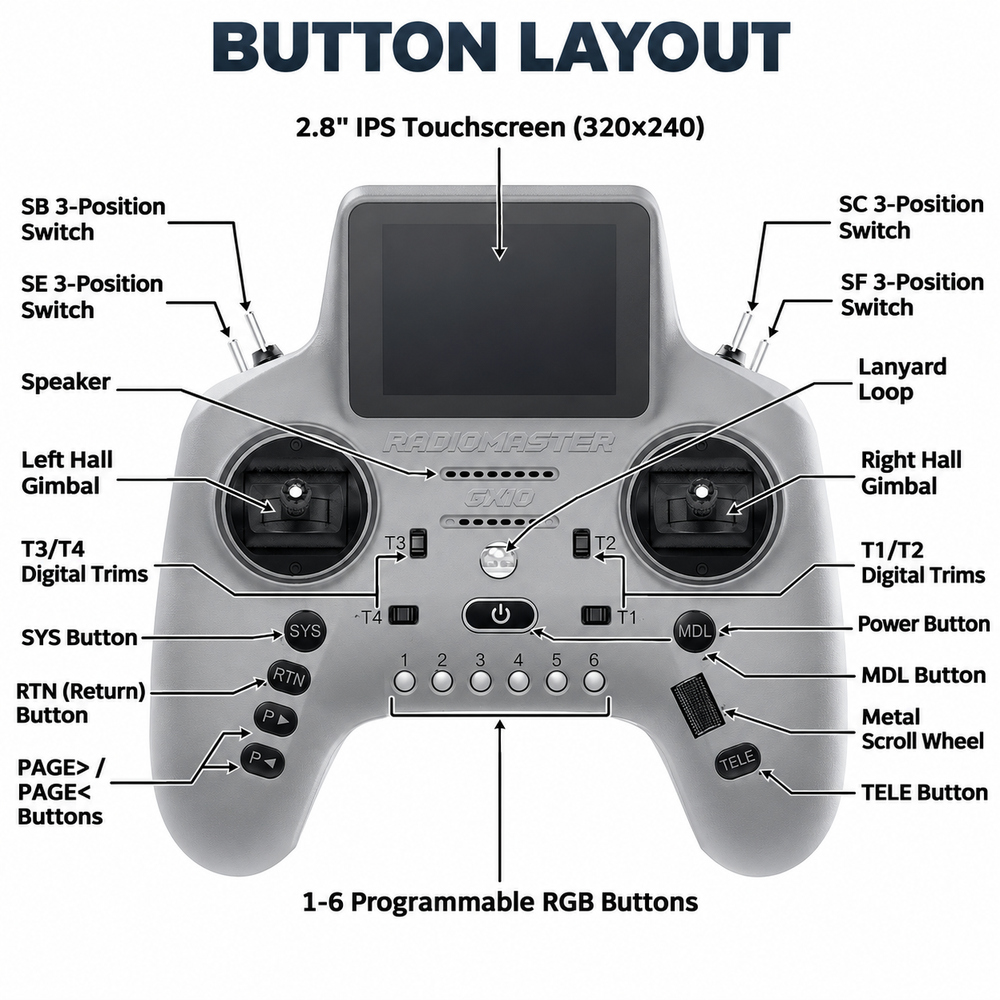 BUTTON LAYOUT
2.8" IPS Touchscreen (320×240)
SB 3-Position
Switch
SC 3-Position
Switch
SE 3-Position
Switch
SF 3-Position
Switch
Speaker
Lanyard
Loop
RADIOMASTER
GX10
Left Hall
Gimbal
Right Hall
Gimbal
T3
T2
T3/T4
Digital Trims
T1/T2
Digital Trims
T4
T1
SYS Button
SYS
MDL
Power Button
1 2 3 4 5 6
RTN (Return)
Button
RTN
MDL Button
P▶
Metal
Scroll Wheel
PAGE> /
PAGE<
Buttons
P◀
TELE
TELE Button
1-6 Programmable RGB Buttons